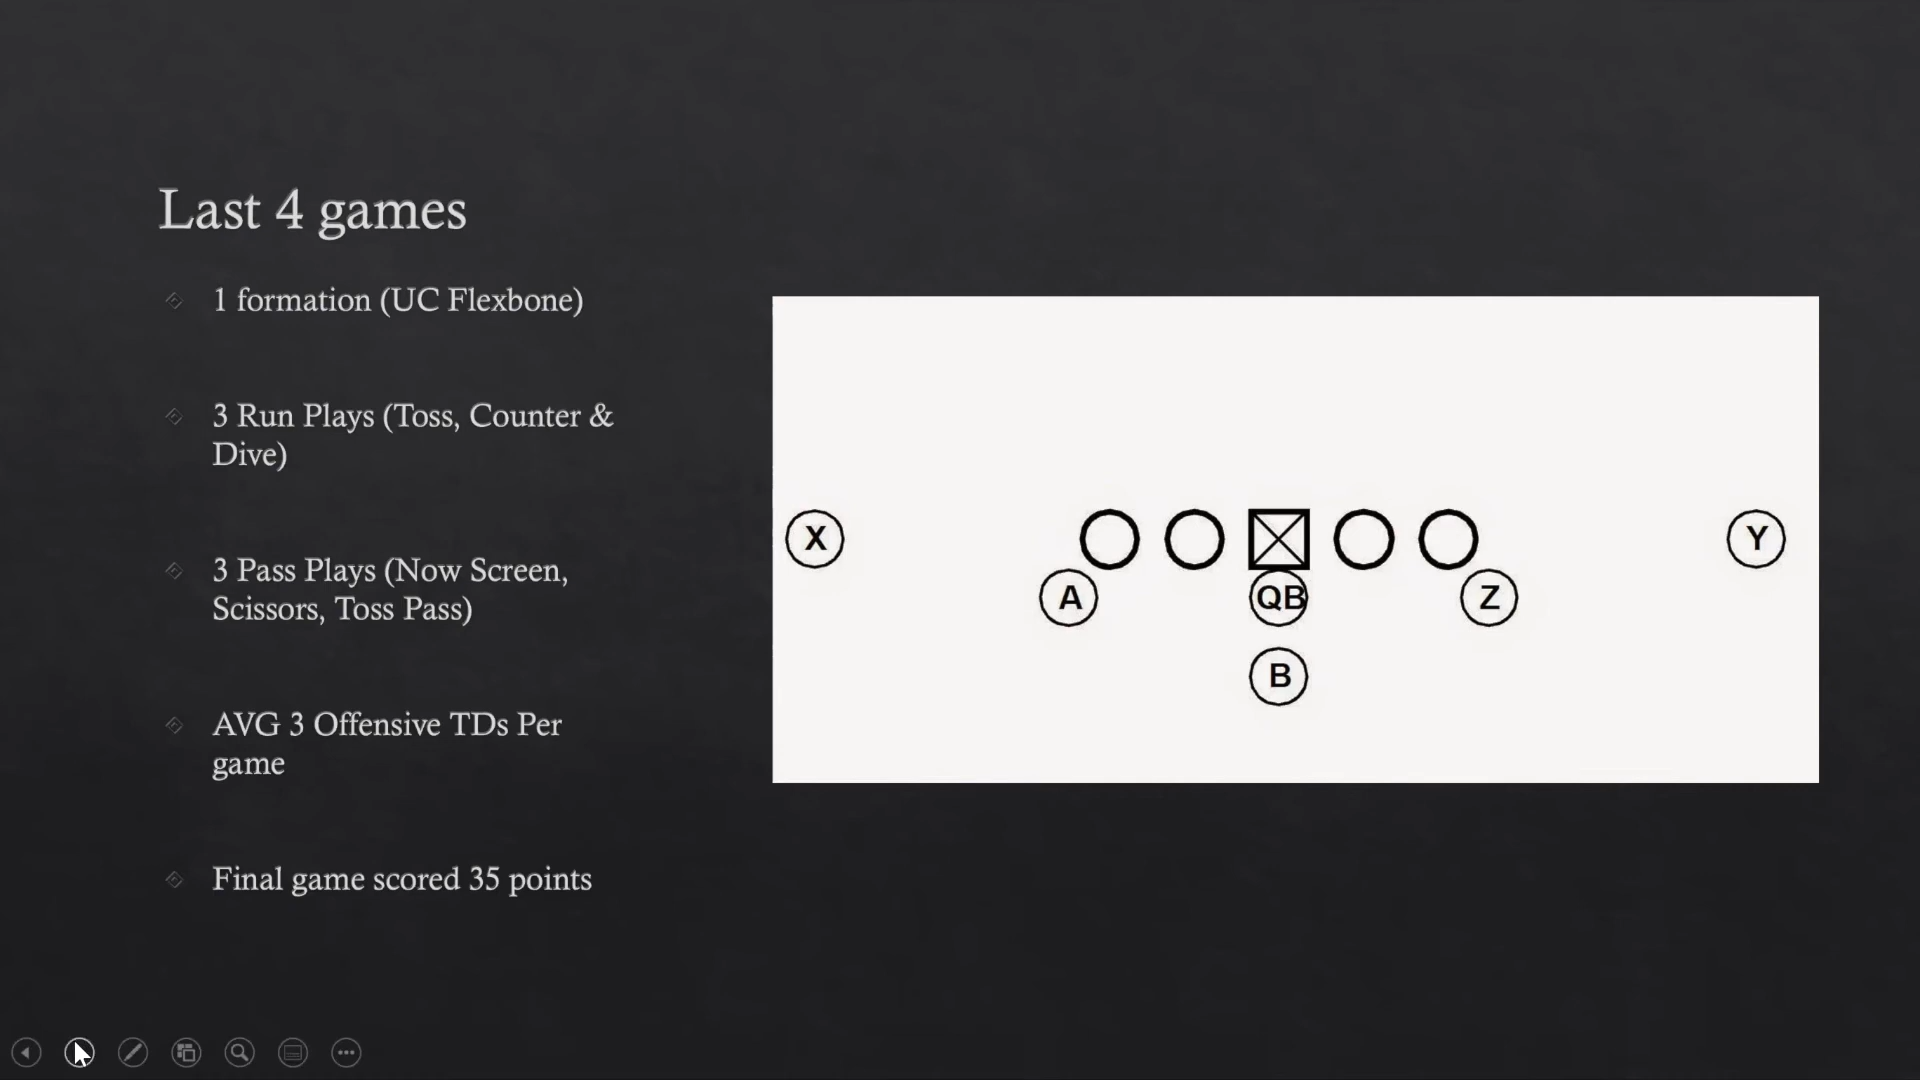 Last 4 games
1 formation (UC Flexbone)
3 Run Plays (Toss, Counter &
Dive)
3 Pass Plays (Now Screen,
Scissors, Toss Pass)
AVG 3 Offensive TDs Per
game
Final game scored 35 points
X
Y
A
QB
Z
B